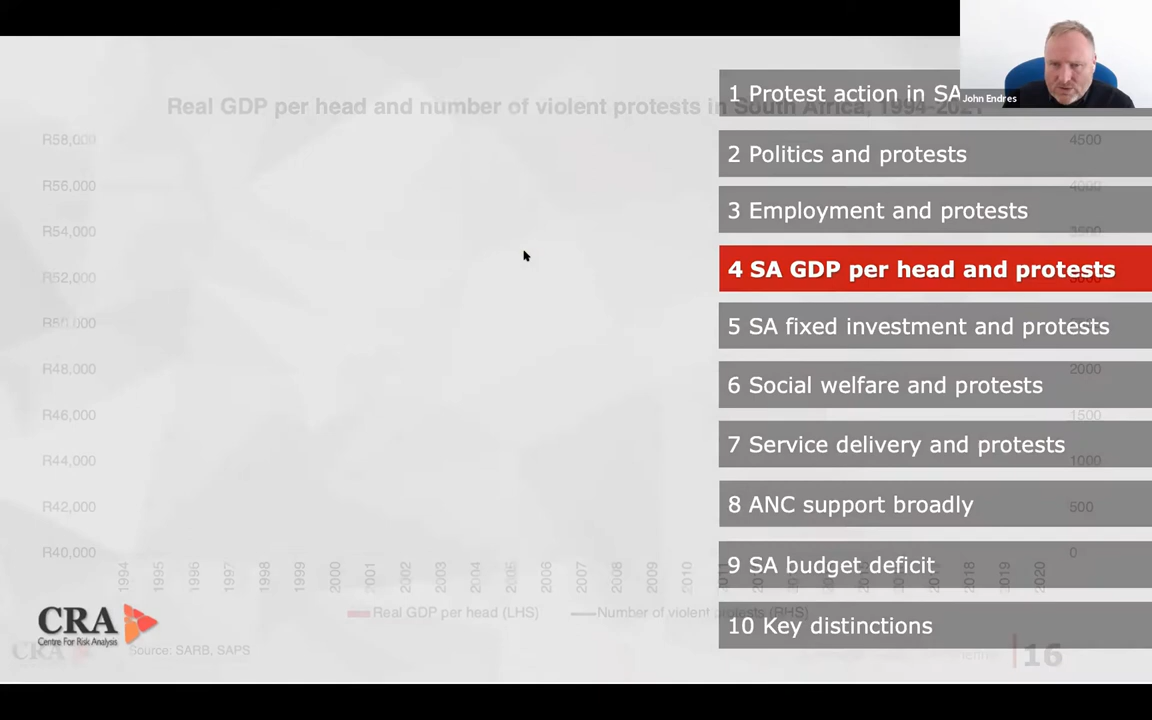 Real GDP per head and number of violent protests in South Africa, 1994-2021
1 Protest action in SA
John Endres
2 Politics and protests
3 Employment and protests
4 SA GDP per head and protests
5 SA fixed investment and protests
6 Social welfare and protests
7 Service delivery and protests
8 ANC support broadly
9 SA budget deficit
10 Key distinctions
R58,000
R56,000
R54,000
R52,000
R50,000
R48,000
R46,000
R44,000
R42,000
R40,000
4500
4000
3500
3000
2000
1500
1000
500
0
1994 1995 1996 1997 1998 1999 2000 2001 2002 2003 2004 2005 2006 2007 2008 2009 2010 2011 2017 2018 2019 2020
Real GDP per head (LHS) Number of violent protests (RHS)
CRA
Centre For Risk Analysis
CRA
Source: SARB, SAPS
16